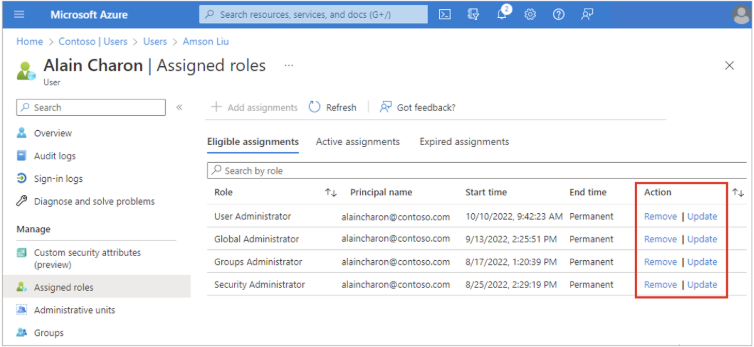 Microsoft Azure
Search resources, services, and docs (G+/)
2
Home > Contoso | Users > Users > Amson Liu
Alain Charon | Assigned roles ...
User
Search «
Add assignments Refresh Got feedback?
Overview
Audit logs
Sign-in logs
Diagnose and solve problems
Manage
Custom security attributes
(preview)
Assigned roles
Administrative units
Groups
Eligible assignments Active assignments Expired assignments
Search by role
Role Principal name Start time End time Action
User Administrator alaincharon@contoso.com 10/10/2022, 9:42:23 AM Permanent Remove | Update
Global Administrator alaincharon@contoso.com 9/13/2022, 2:25:51 PM Permanent Remove | Update
Groups Administrator alaincharon@contoso.com 8/17/2022, 1:20:39 PM Permanent Remove | Update
Security Administrator alaincharon@contoso.com 8/25/2022, 2:29:19 PM Permanent Remove | Update